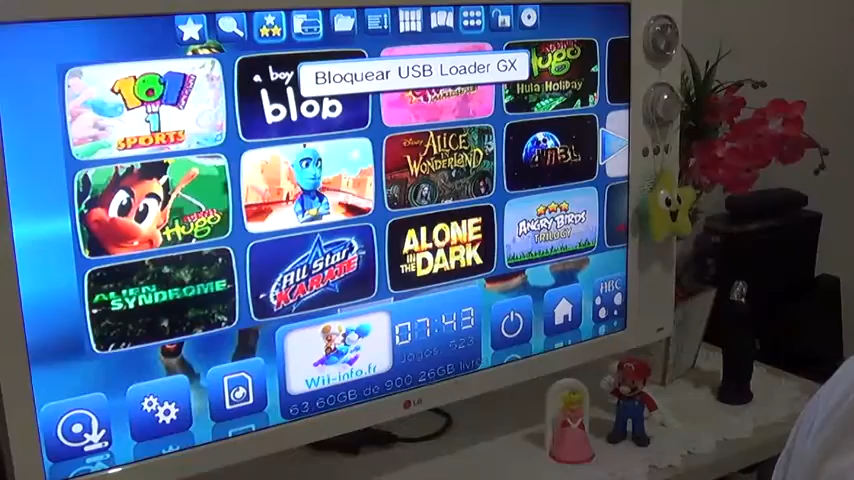 Bloquear USB Loader GX
101
in
1
SPORTS
a boy
blob
Hugo
Hula Holiday
Hugo
Disney
ALICE
IN
WONDERLAND
ALIEN
SYNDROME
All Star
KARATE
ALONE
IN THE
DARK
ANGRY BIRDS
TRILOGY
Wii-info.fr
07:43
Jogos: 523
63.60GB de 900.26GB livres
HBC
LG